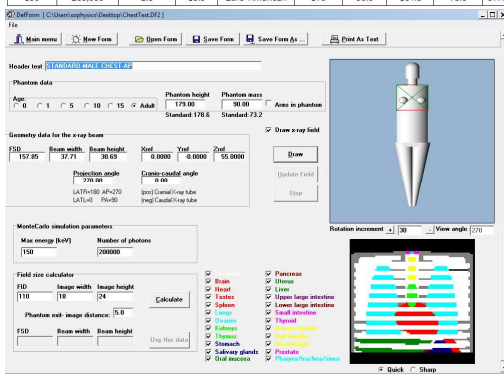 DefForm [ C:\Users\sophysics\Desktop\ChestTest.DF2 ]
File
Main menu New Form Open Form Save Form Save Form As ... Print As Text
Header text STANDARD-MALE-CHEST-AP
Phantom data
Phantom height Phantom mass
Age:
0 1 5 10 15 Adult 179.00 90.00 Arms in phantom
Standard:178.6 Standard:73.2
Geometry data for the x-ray beam
Draw x-ray field
FSD Beam width Beam height Xref Yref Zref
157.85 37.71 30.69 0.0000 -0.0000 55.0000
Draw
Projection angle Cranio-caudal angle
270.00 0.00
Update Field
LATR=180 AP=270 (pos) Cranial X-ray tube
LATL=0 PA=90 (neg) Caudal X-ray tube
Stop
MonteCarlo simulation parameters
Rotation increment + 30 - View angle 270
Max energy (keV) Number of photons
150 200000
Field size calculator
FID Image width Image height
110 18 24
Calculate
Phantom exit- image distance: 5.0
FSD Beam width Beam height
Use this data
Brain
Heart
Testes
Spleen
Lungs
Ovaries
Kidneys
Thymus
Stomach
Salivary glands
Oral mucosa
Pancreas
Uterus
Liver
Upper large intestine
Lower large intestine
Small intestine
Thyroid
Prostate
Pharynx/trachea/sinus
Quick Sharp